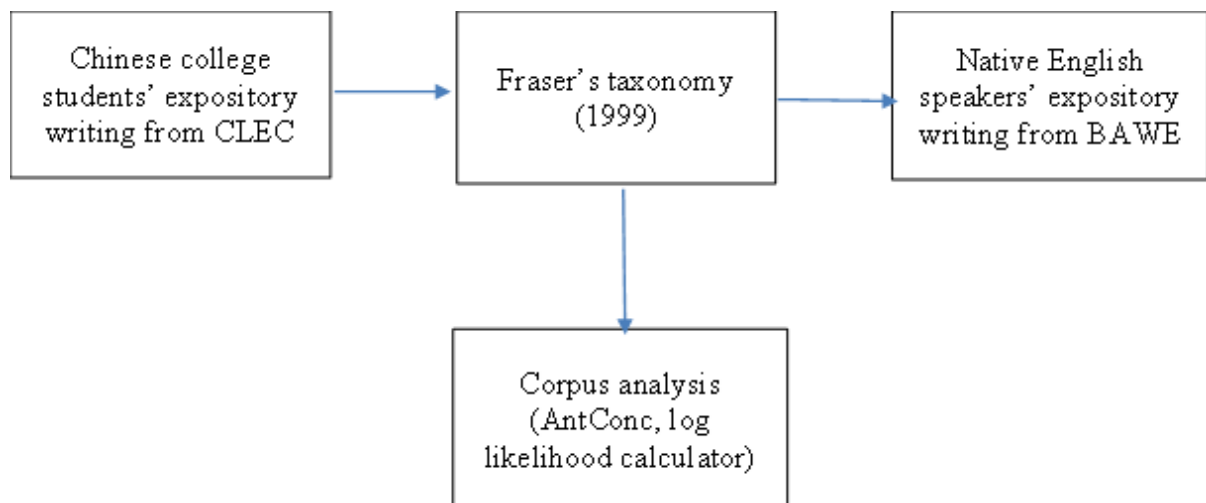 Chinese college
students’ expository
writing from CLEC
Fraser’s taxonomy
(1999)
Native English
speakers’ expository
writing from BAWE
Corpus analysis
(AntConc, log
likelihood calculator)